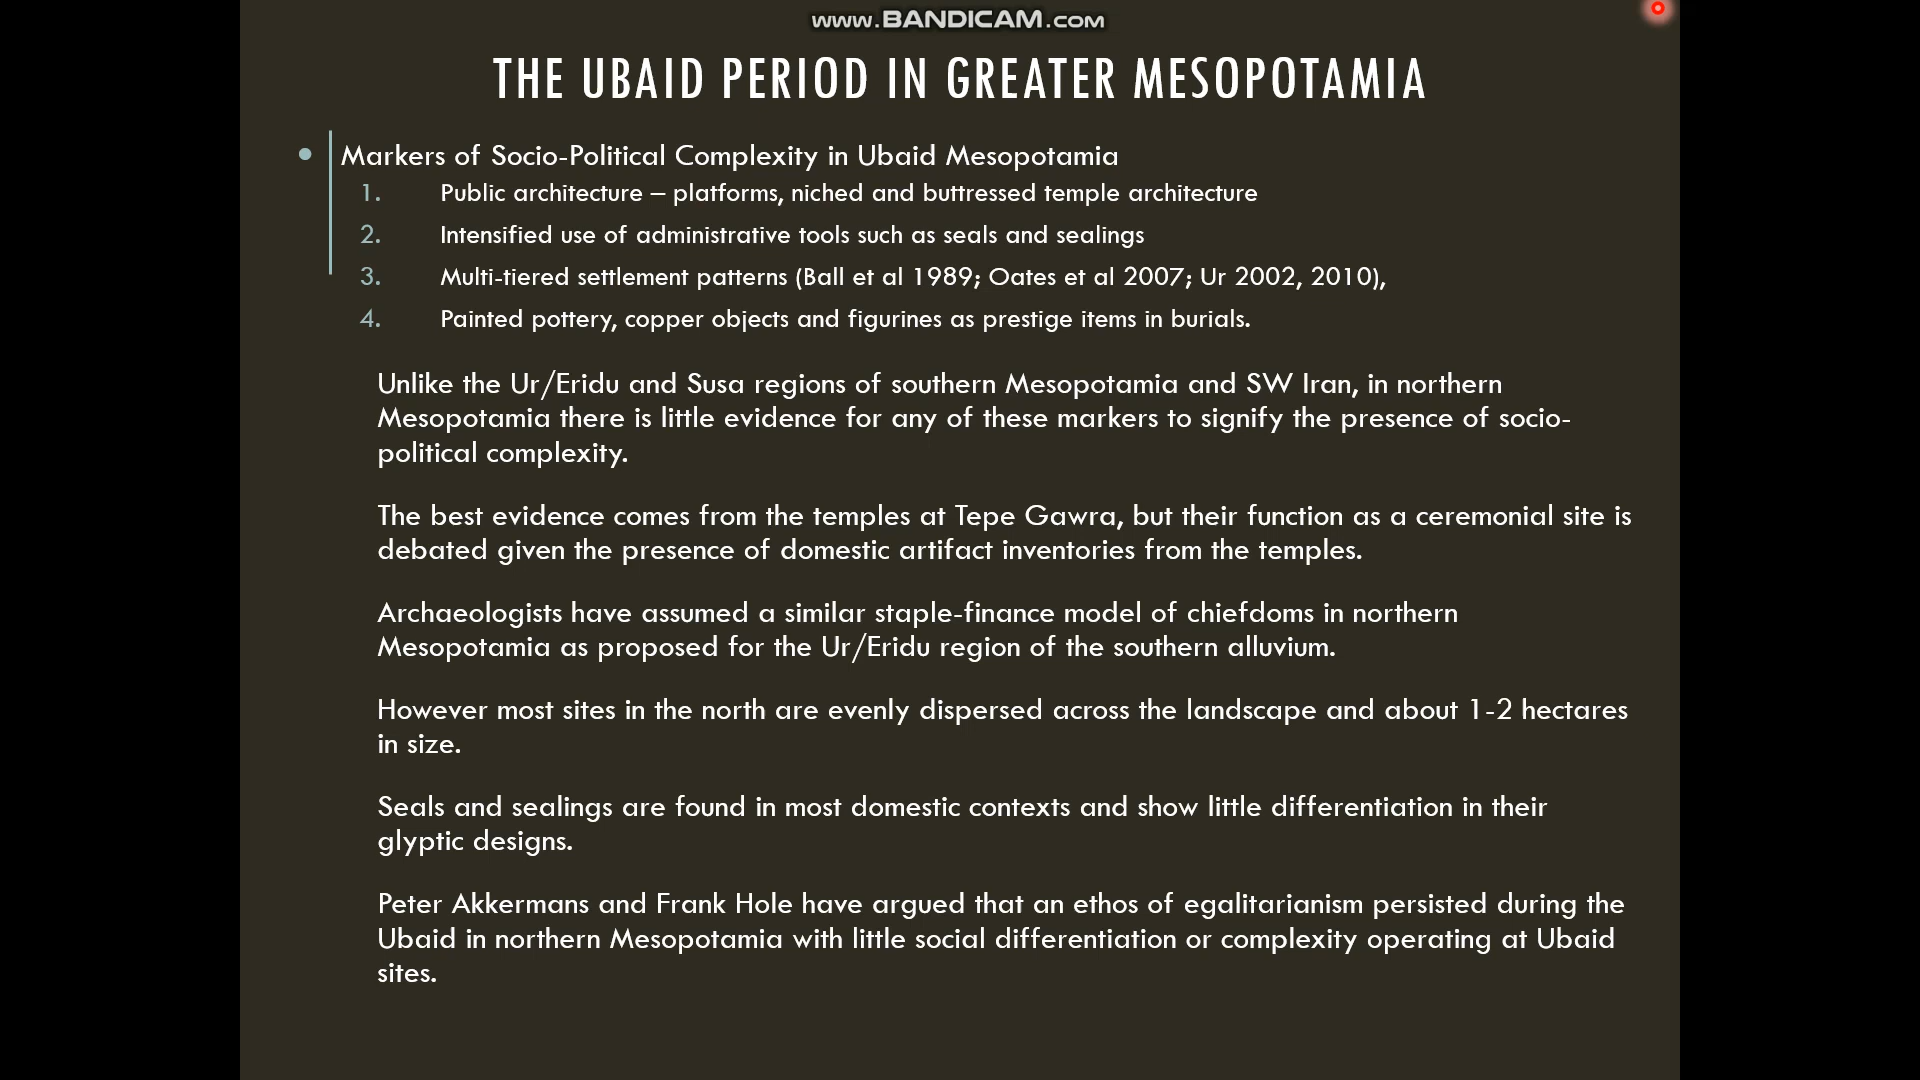 www.BANDICAM.com
THE UBAID PERIOD IN GREATER MESOPOTAMIA
• Markers of Socio-Political Complexity in Ubaid Mesopotamia
1. Public architecture – platforms, niched and buttressed temple architecture
2. Intensified use of administrative tools such as seals and sealings
3. Multi-tiered settlement patterns (Ball et al 1989; Oates et al 2007; Ur 2002, 2010),
4. Painted pottery, copper objects and figurines as prestige items in burials.
Unlike the Ur/Eridu and Susa regions of southern Mesopotamia and SW Iran, in northern
Mesopotamia there is little evidence for any of these markers to signify the presence of socio-
political complexity.
The best evidence comes from the temples at Tepe Gawra, but their function as a ceremonial site is
debated given the presence of domestic artifact inventories from the temples.
Archaeologists have assumed a similar staple-finance model of chiefdoms in northern
Mesopotamia as proposed for the Ur/Eridu region of the southern alluvium.
However most sites in the north are evenly dispersed across the landscape and about 1-2 hectares
in size.
Seals and sealings are found in most domestic contexts and show little differentiation in their
glyptic designs.
Peter Akkermans and Frank Hole have argued that an ethos of egalitarianism persisted during the
Ubaid in northern Mesopotamia with little social differentiation or complexity operating at Ubaid
sites.